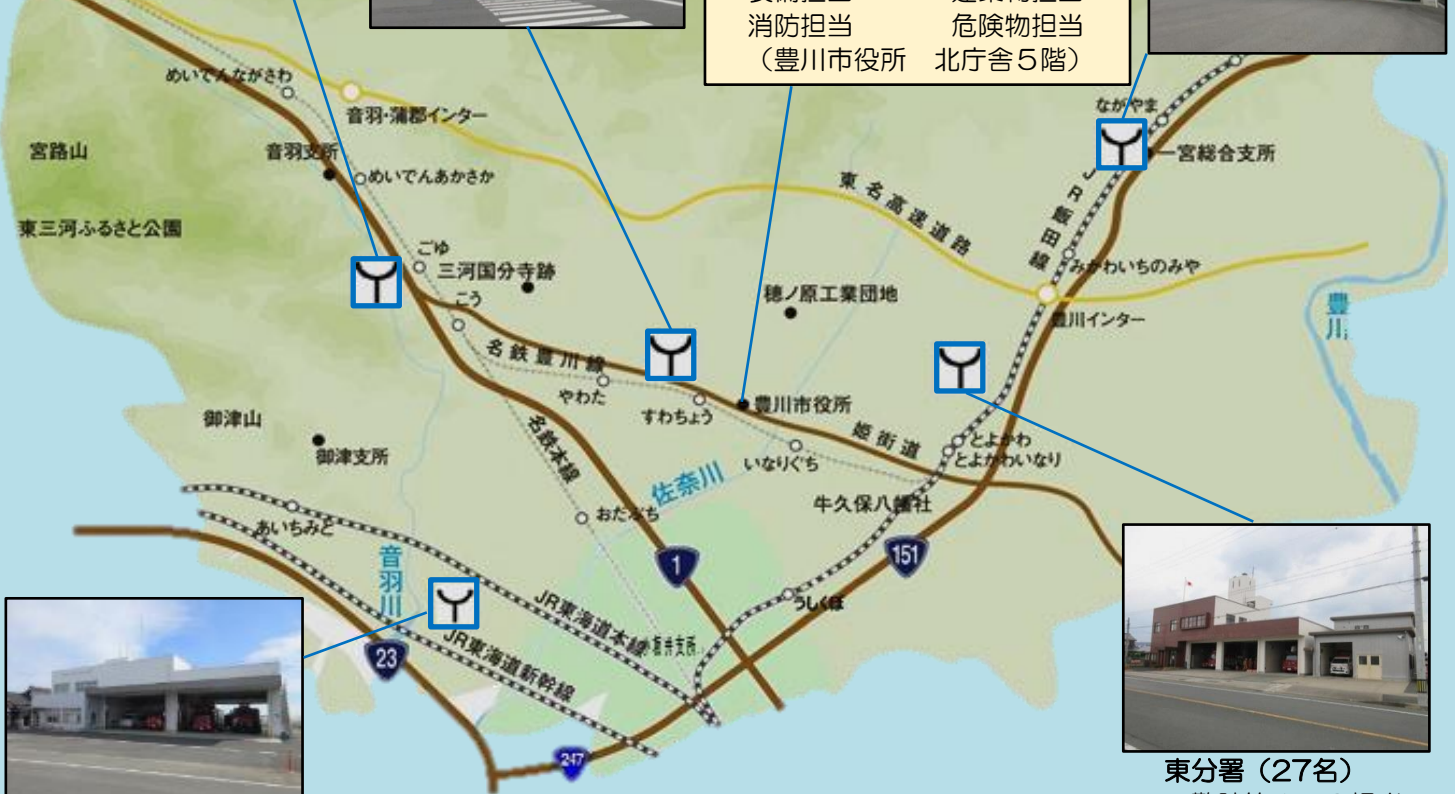 消防担当　　　危険物担当
（豊川市役所　北庁舎５階）
めいでんながさわ
音羽・蒲郡インター
ながやま
宮路山
音羽支所
一宮総合支所
めいでんあかさか
東名高速道路
JR飯田線
東三河ふるさと公園
ごゆ
三河国分寺跡
みかわいちのみや
こう
穂ノ原工業団地
豊川
豊川インター
名鉄豊川線
やわた
すわちょう
豊川市役所
御津山
姫街道
とよかわ
名鉄本線
御津支所
いなりぐち
とよかわいなり
佐奈川
牛久保八幡社
おだぶち
あいちみと
音羽川
1
151
JR東海道本線
うしくぼ
小坂井支所
23
JR東海道新幹線
247
東分署（27名）